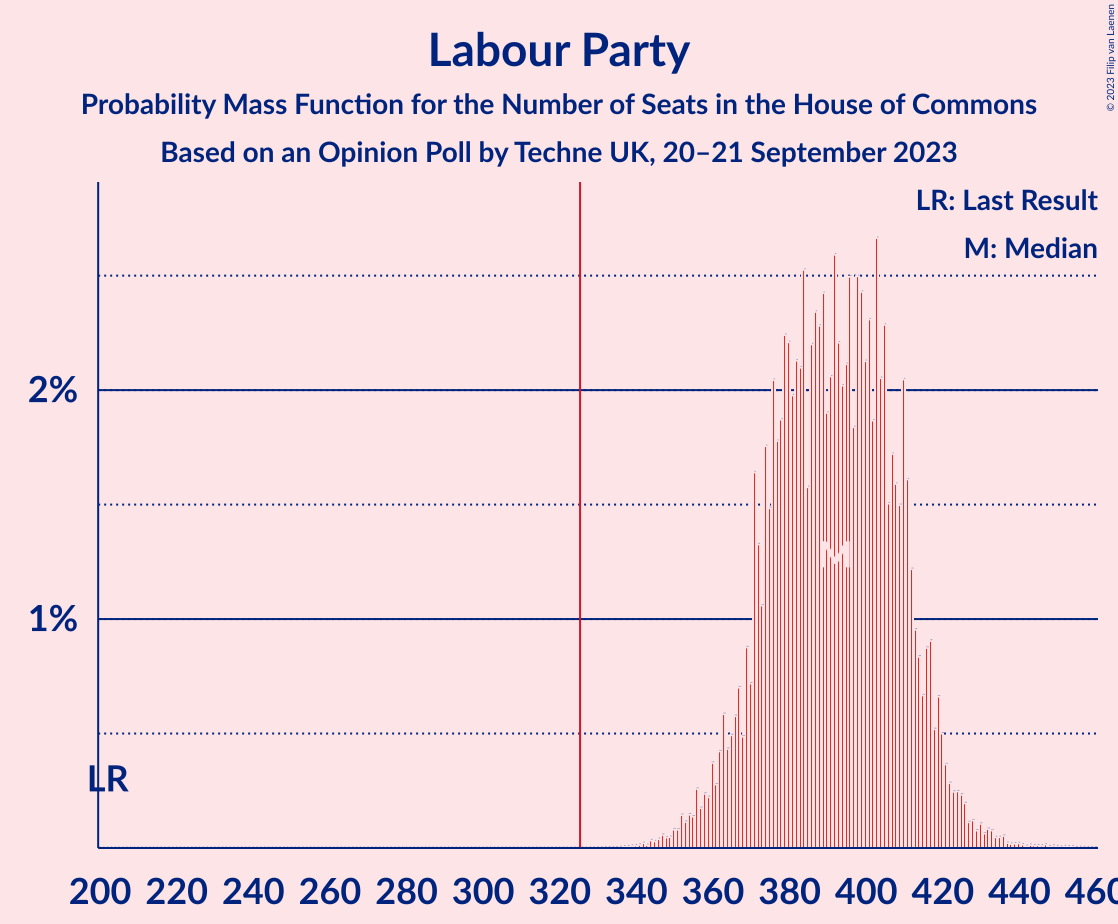 Labour Party
Probability Mass Function for the Number of Seats in the House of Commons
Based on an Opinion Poll by Techne UK, 20–21 September 2023
© 2023 Filip van Laenen
LR: Last Result
M: Median
2%
1%
M
LR
200 220 240 260 280 300 320 340 360 380 400 420 440 460